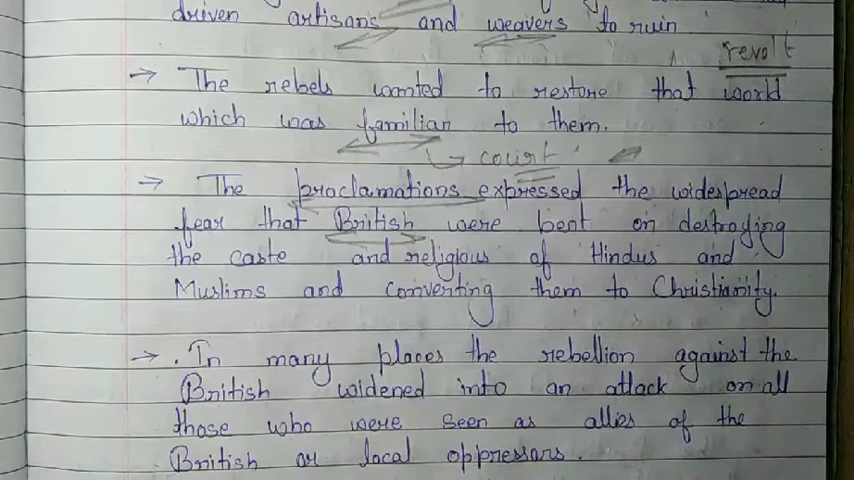 driven artisans and weavers to ruin
revolt
→ The rebels wanted to restore that world
which was familian to them.
↳ court
→ The proclamations expressed the widespread
fear that British were bent on destroying
the caste and religious of Hindus and
Muslims and converting them to Christianity.
→ . In many places the rebellion against the
British widened into an attack on all
those who were seen as allies of the
British or local oppressars.